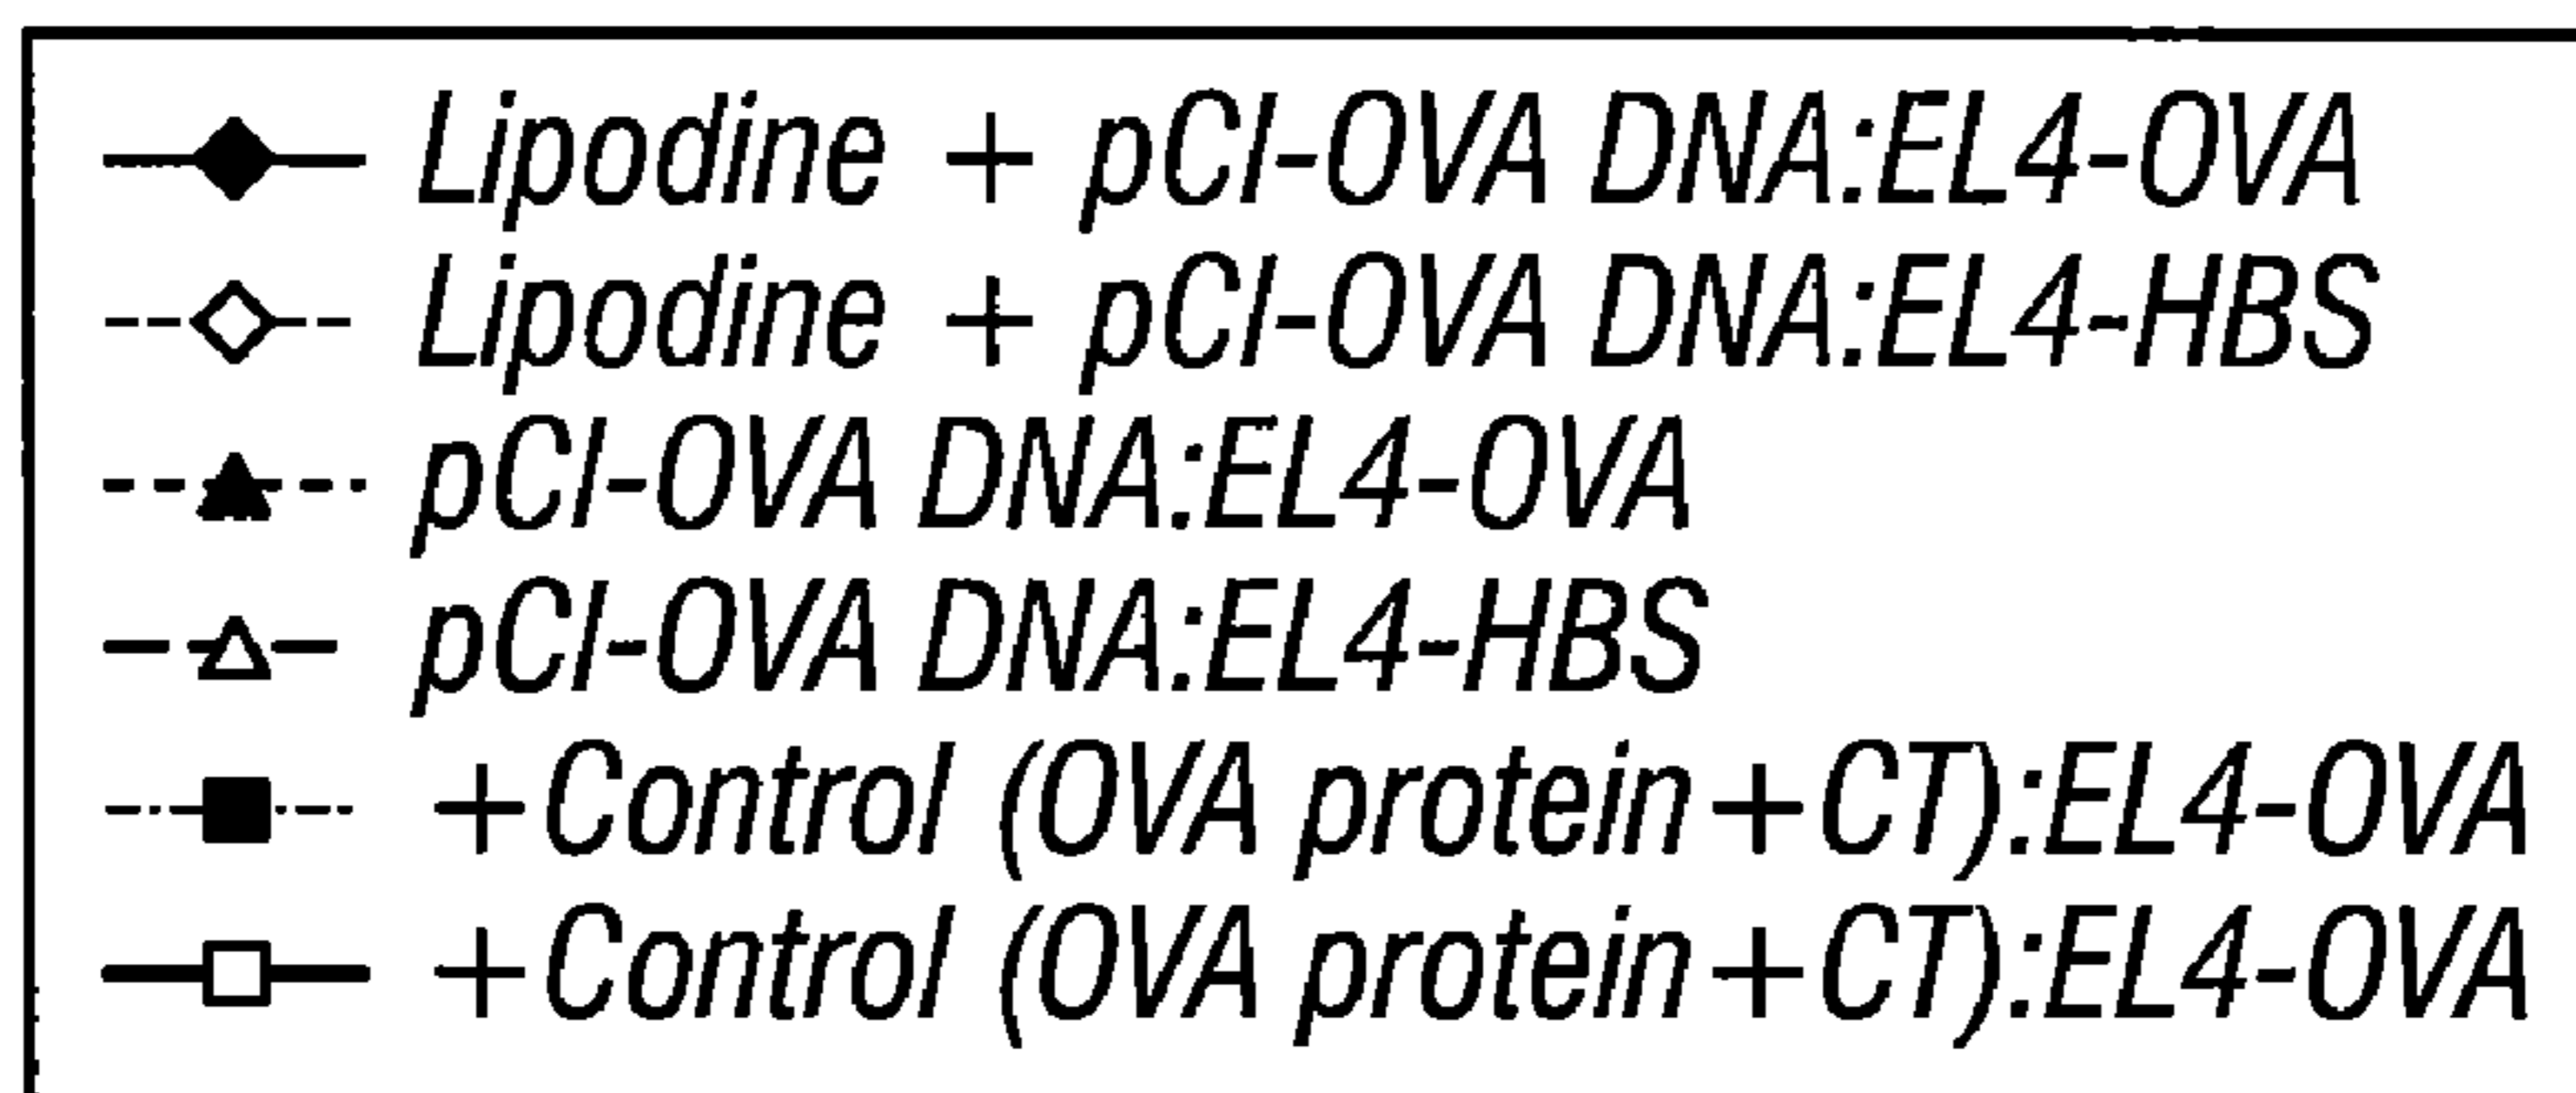 Lipodine + pCI-OVA DNA:EL4-OVA
Lipodine + pCI-OVA DNA:EL4-HBS
pCI-OVA DNA:EL4-OVA
pCI-OVA DNA:EL4-HBS
+Control (OVA protein+CT):EL4-OVA
+Control (OVA protein+CT):EL4-OVA